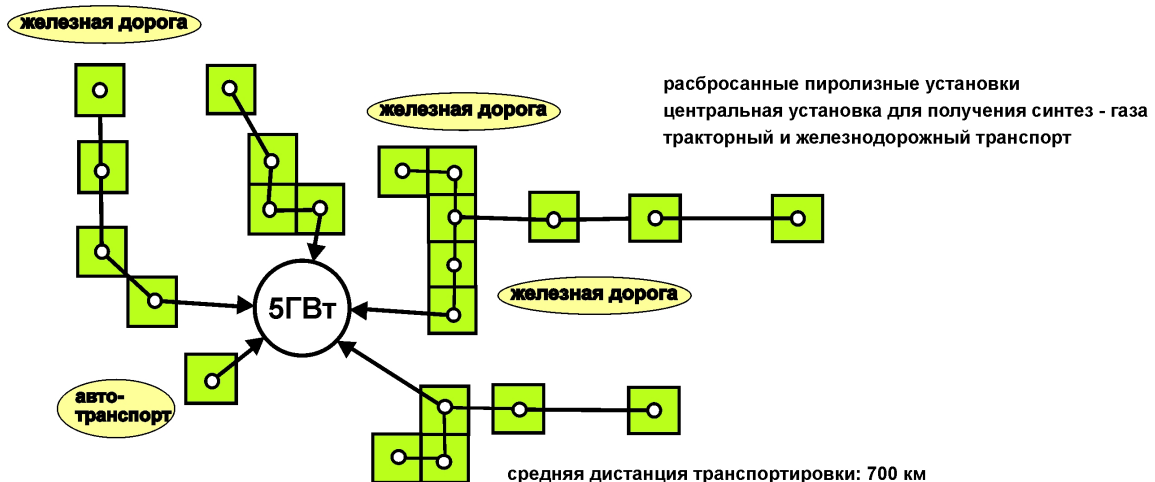 железная дорога
расбросанные пиролизные установки
центральная установка для получения синтез - газа
тракторный и железнодорожный транспорт
железная дорога
железная дорога
5ГВт
авто-
транспорт
средняя дистанция транспортировки: 700 км